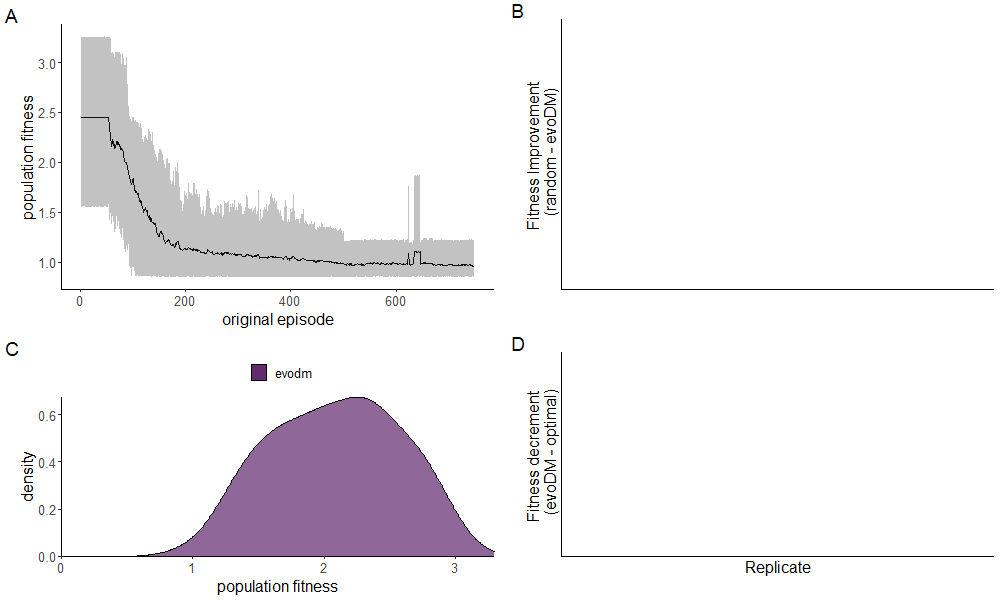 A
population fitness
3.0
2.5
2.0
1.5
1.0
0
200
400
600
original episode
B
Fitness Improvement
(random - evoDM)
C
evodm
density
0.6
0.4
0.2
0.0
0
1
2
3
population fitness
D
Fitness decrement
(evoDM - optimal)
Replicate